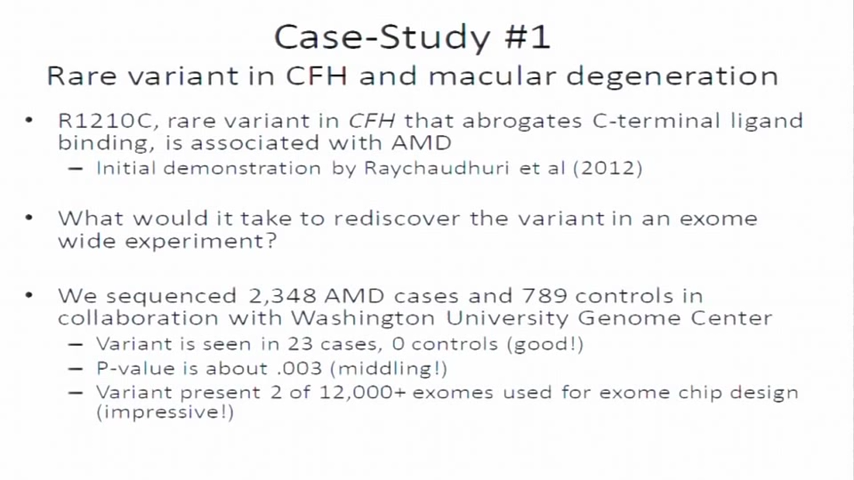 Case-Study #1
Rare variant in CFH and macular degeneration
• R1210C, rare variant in CFH that abrogates C-terminal ligand
binding, is associated with AMD
– Initial demonstration by Raychaudhuri et al (2012)
• What would it take to rediscover the variant in an exome
wide experiment?
• We sequenced 2,348 AMD cases and 789 controls in
collaboration with Washington University Genome Center
– Variant is seen in 23 cases, 0 controls (good!)
– P-value is about .003 (middling!)
– Variant present 2 of 12,000+ exomes used for exome chip design
(impressive!)